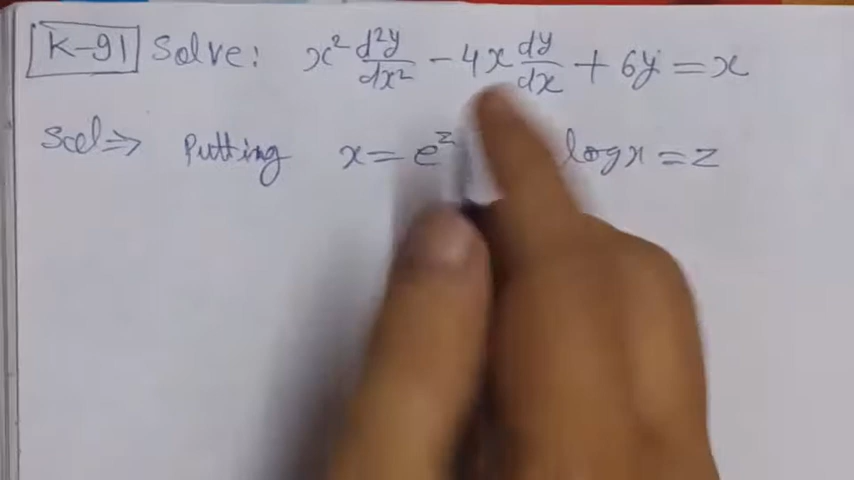 K-91 Solve: x² d²y/dx² - 4x dy/dx + 6y = x
Sol⇒ Putting x = e^z log x = z